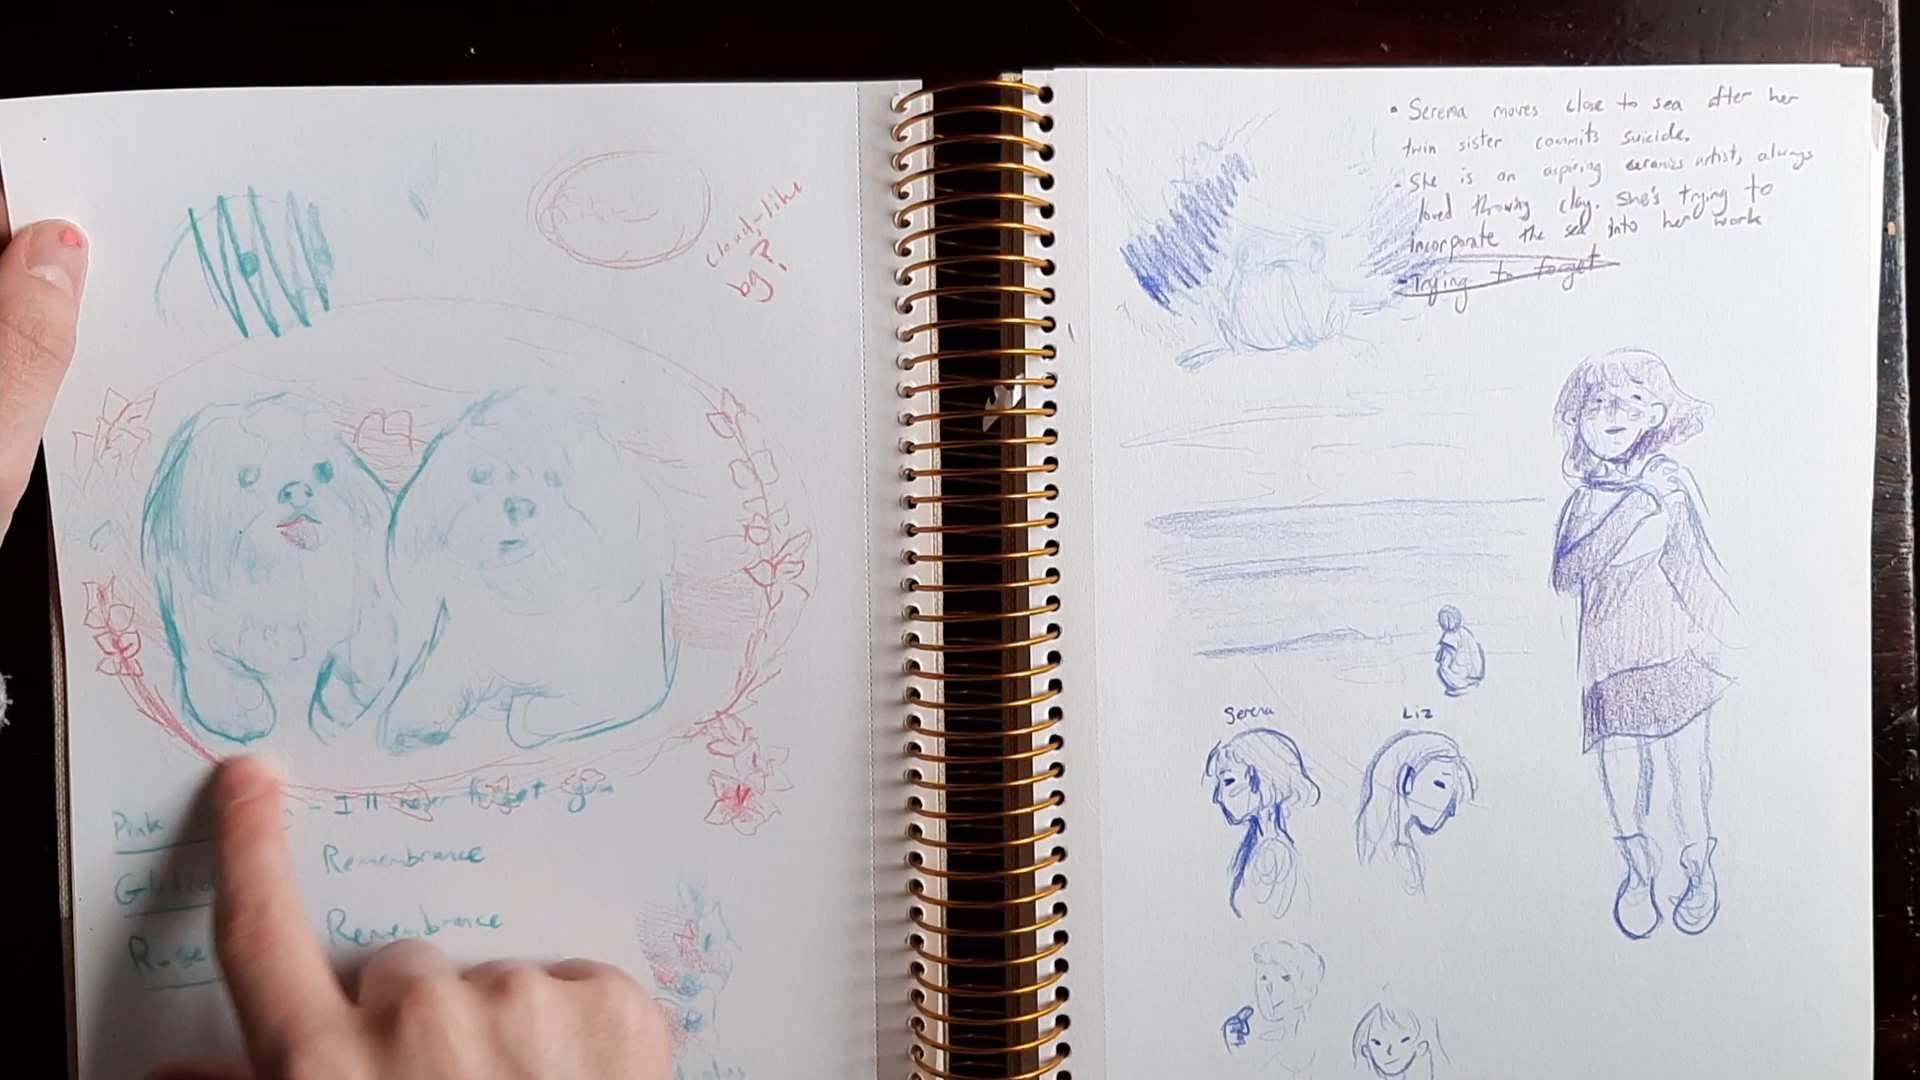 cloud-like
bg?
- I'll never forget you
Pink
Remembrance
Remembrance
Rose
• Serena moves close to sea after her
twin sister commits suicide.
- She is an aspiring ceramics artist, always
loved throwing clay. She's trying to
incorporate the sea into her work
- Trying to forget
Serena
Liz